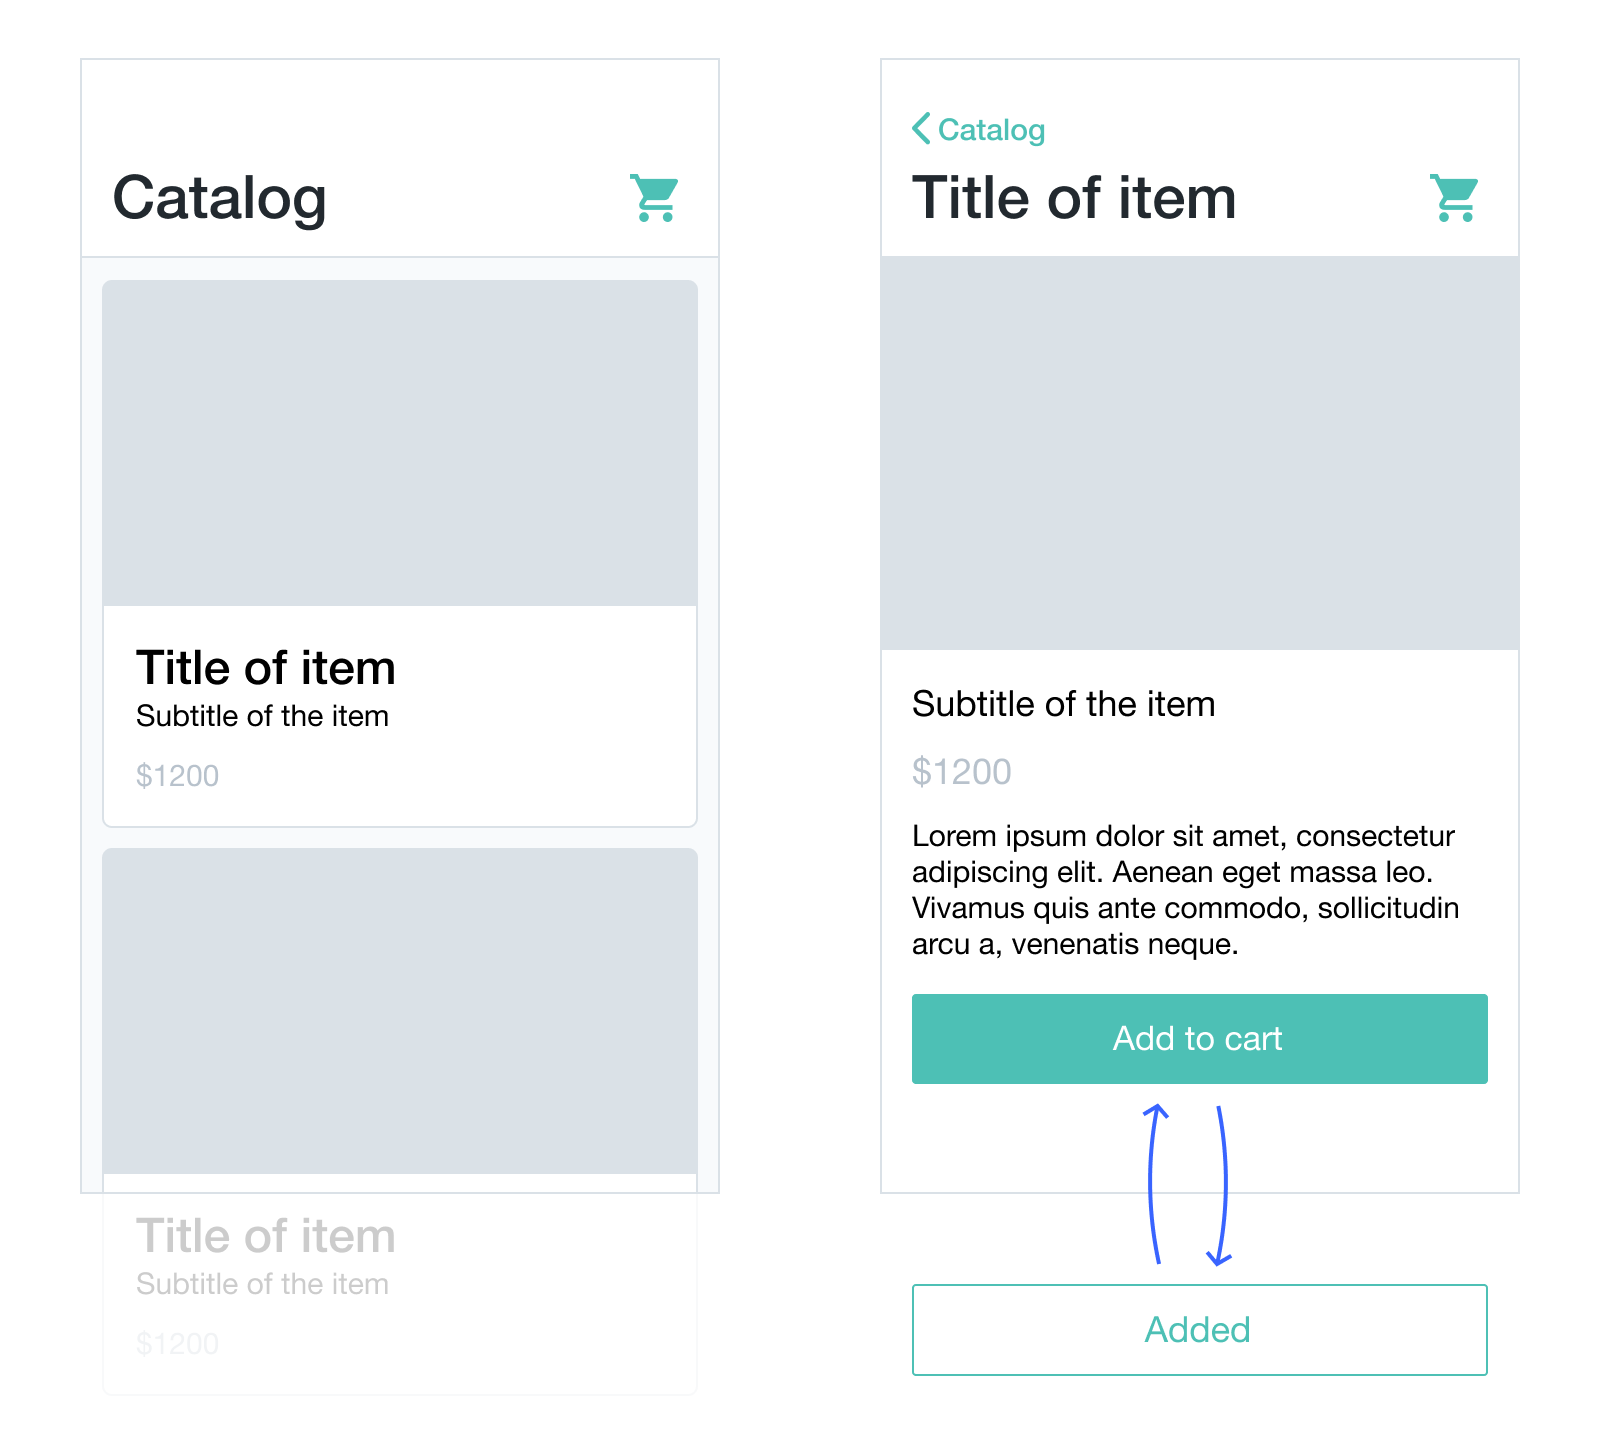 Catalog
Title of item
Subtitle of the item
$1200
Title of item
Subtitle of the item
$1200
Catalog
Title of item
Subtitle of the item
$1200
Lorem ipsum dolor sit amet, consectetur
adipiscing elit. Aenean eget massa leo.
Vivamus quis ante commodo, sollicitudin
arcu a, venenatis neque.
Add to cart
Added